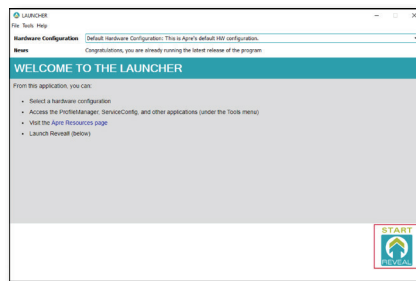 LAUNCHER
File Tools Help
Hardware Configuration Default Hardware Configuration: This is Apre's default HW configuration.
News Congratulations, you are already running the latest release of the program
WELCOME TO THE LAUNCHER
From this application, you can:
• Select a hardware configuration
• Access the ProfileManager, ServiceConfig, and other applications (under the Tools menu)
• Visit the Apre Resources page
• Launch Reveal! (below)
START
REVEAL